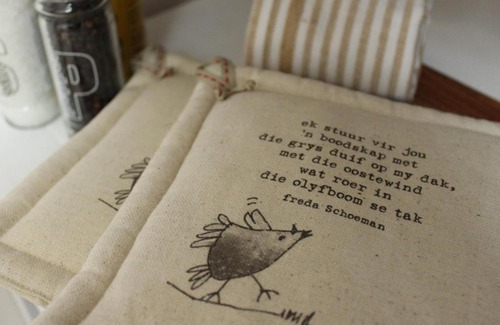 ek stuur vir jou
'n boodskap met
die grys duif op my dak,
met die oostewind
wat roer in
die olyfboom se tak
freda Schoeman
P